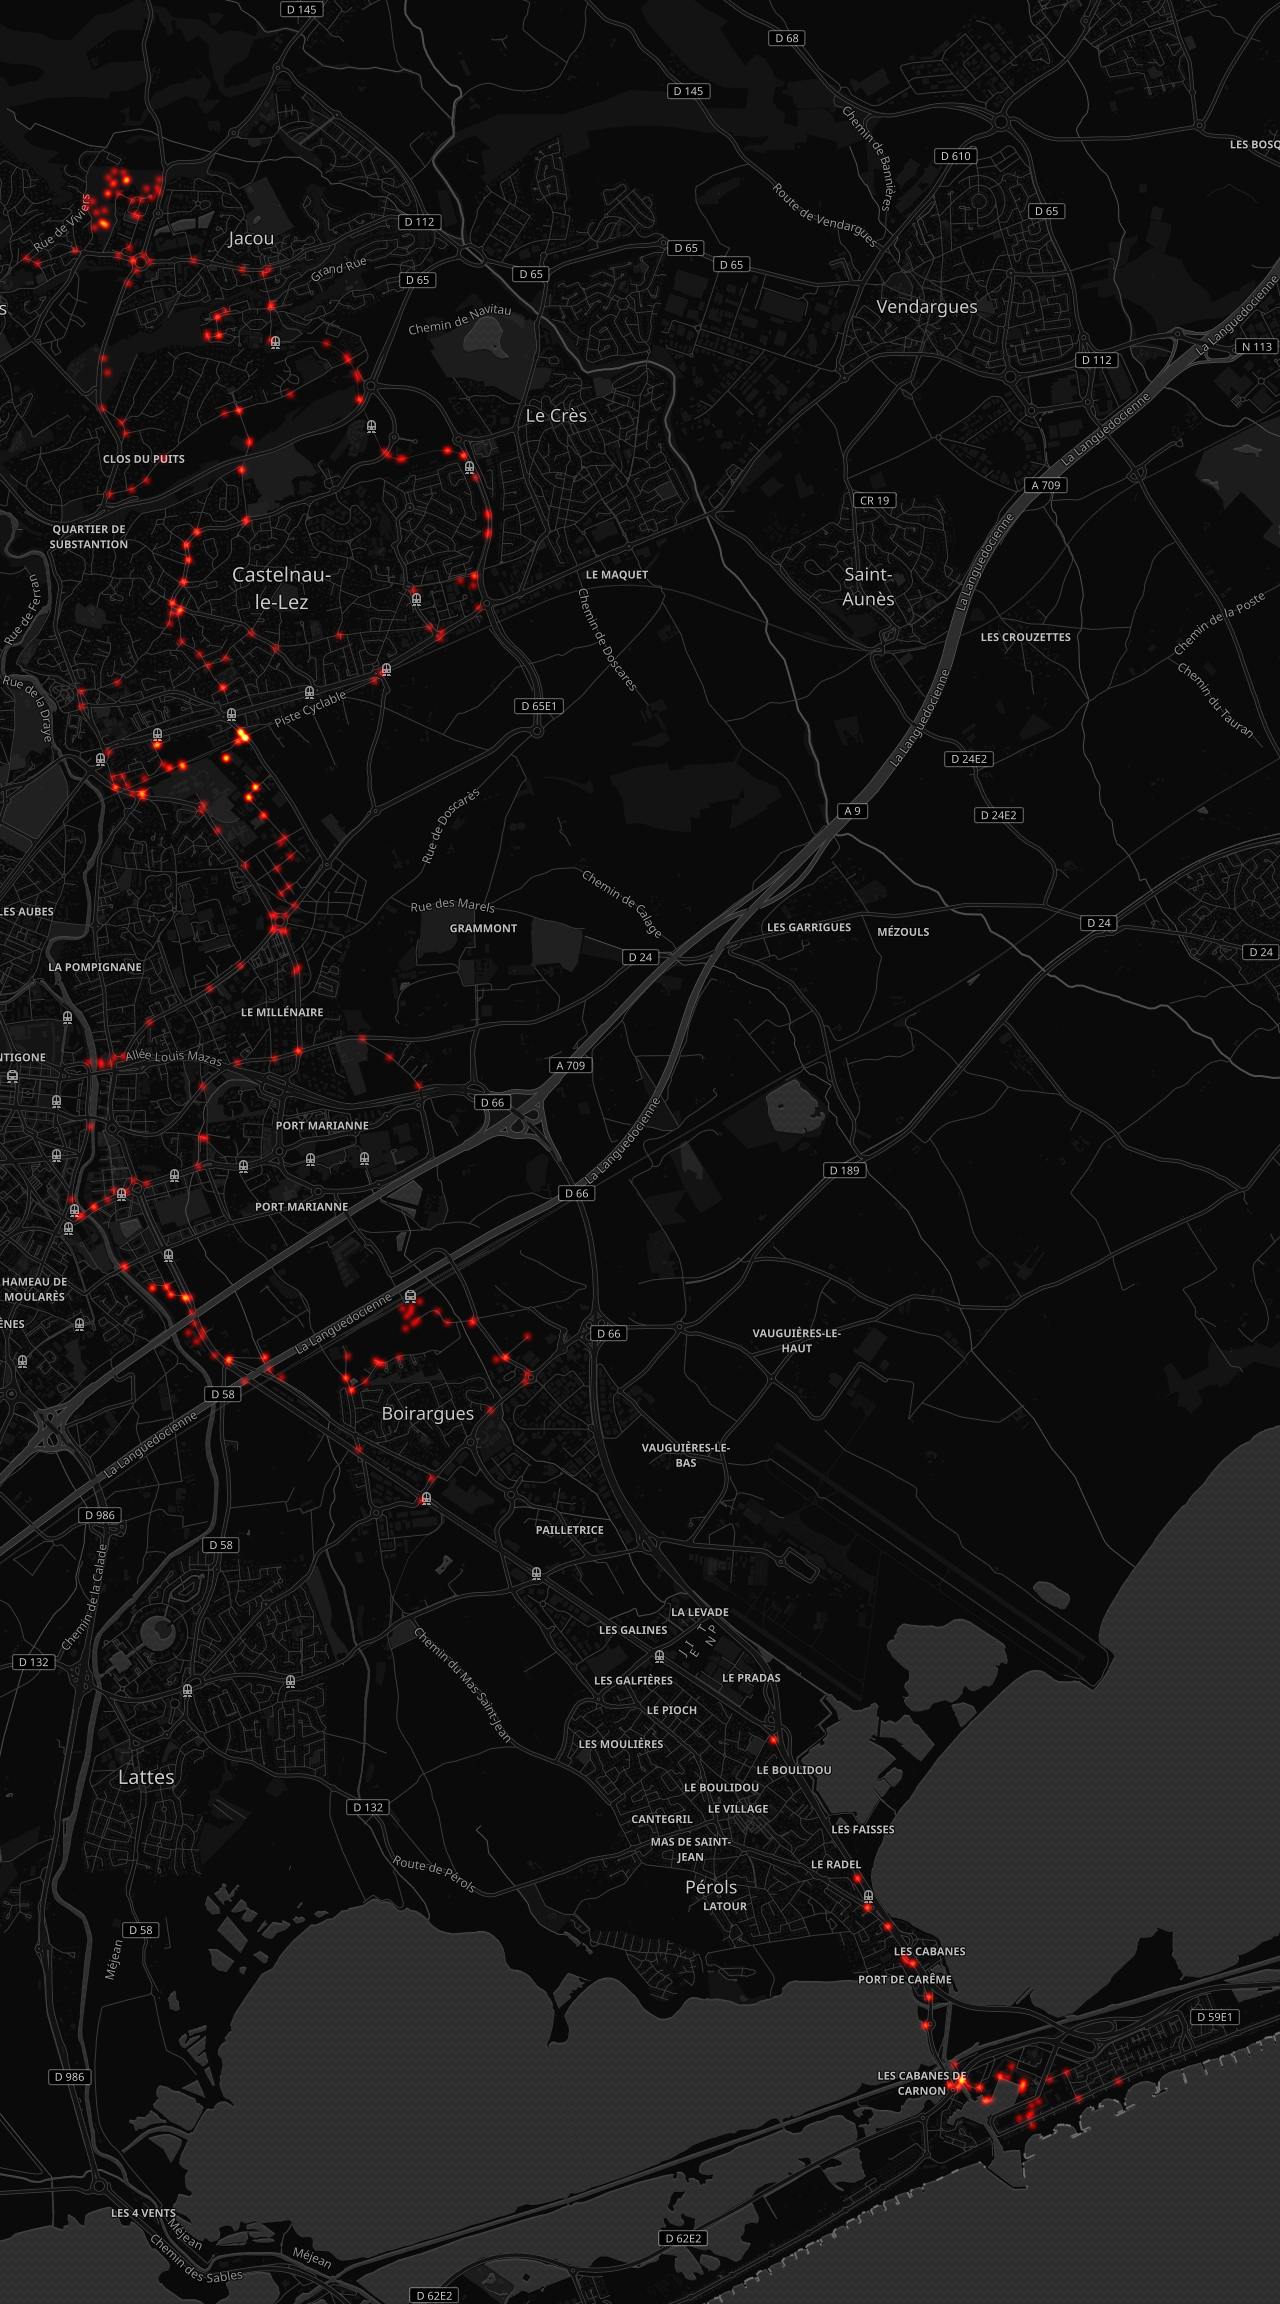 D 145
D 68
D 145
Chemin de Bannières
LES BOSQ
D 610
Route de Vendargues
Rue de Viviers
D 65
D 112
Jacou
D 65
D 65
Grand Rue
D 65
D 65
s
Vendargues
La Languedocienne
Chemin de Navitau
N 113
D 112
Le Crès
La Languedocienne
CLOS DU PUITS
A 709
CR 19
QUARTIER DE
SUBSTANTION
La Languedocienne
Castelnau-
le-Lez
LE MAQUET
Saint-
Aunès
Rue de Ferran
Chemin de Doscares
LES CROUZETTES
Chemin de la Poste
Chemin du Tauran
Rue de la Draye
Piste Cyclable
D 65E1
La Languedocienne
D 24E2
A 9
D 24E2
Rue de Doscarès
Chemin de Calage
Rue des Marels
LES AUBES
GRAMMONT
LES GARRIGUES
MÉZOULS
D 24
D 24
D 24
LA POMPIGNANE
LE MILLÉNAIRE
NTIGONE
Allée Louis Mazas
A 709
D 66
PORT MARIANNE
La Languedocienne
D 189
D 66
PORT MARIANNE
HAMEAU DE
MOULARÈS
ÈNES
La Languedocienne
D 66
VAUGUIÈRES-LE-
HAUT
D 58
Boirargues
La Languedocienne
VAUGUIÈRES-LE-
BAS
D 986
D 58
PAILLETRICE
Chemin de la Calade
LA LEVADE
LES GALINES
Chemin du Mas Saint-Jean
D 132
LES GALFIÈRES
LE PRADAS
LE PIOCH
LES MOULIÈRES
LE BOULIDOU
Lattes
LE BOULIDOU
D 132
LE VILLAGE
CANTEGRIL
LES FAISSES
MAS DE SAINT-
JEAN
LE RADEL
Route de Pérols
Pérols
LATOUR
D 58
Méjean
LES CABANES
PORT DE CARÊME
D 59E1
D 986
LES CABANES DE
CARNON
LES 4 VENTS
Méjean
Chemin des Sables
Méjean
D 62E2
D 62E2